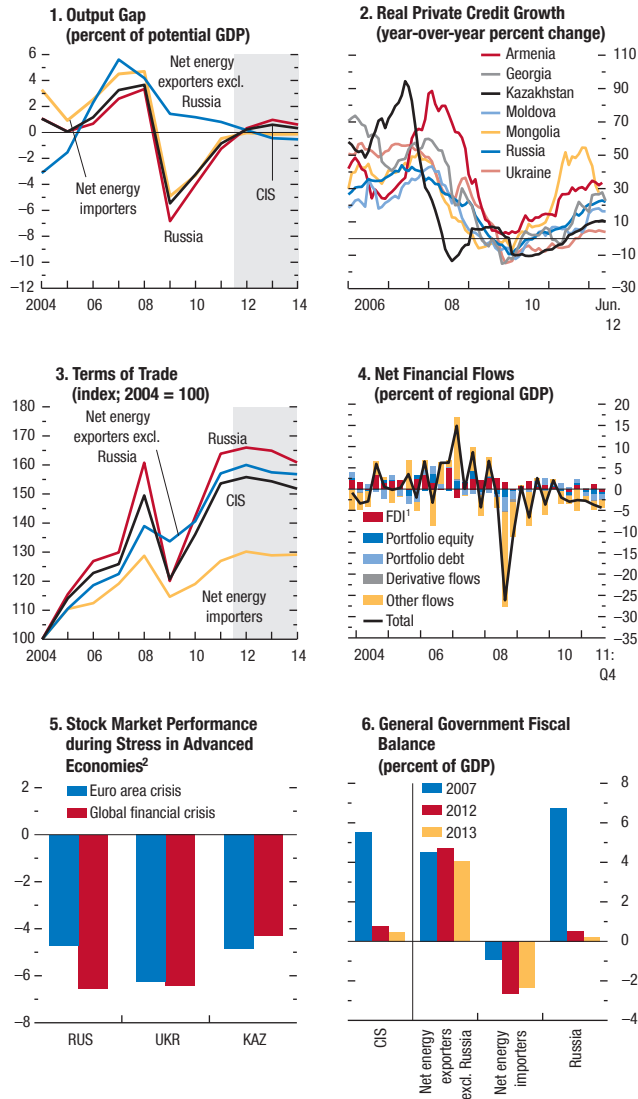 1. Output Gap
(percent of potential GDP)
6
4
2
0
−2
−4
−6
−8
−10
−12
2004
06
08
10
12
14
Net energy
exporters excl.
Russia
Net energy
importers
CIS
Russia
2. Real Private Credit Growth
(year-over-year percent change)
Armenia
Georgia
Kazakhstan
Moldova
Mongolia
Russia
Ukraine
110
90
70
50
30
10
−10
−30
2006
08
10
Jun.
12
3. Terms of Trade
(index; 2004 = 100)
180
170
160
150
140
130
120
110
100
2004
06
08
10
12
14
Net energy
exporters excl.
Russia
Russia
CIS
Net energy
importers
4. Net Financial Flows
(percent of regional GDP)
20
15
10
5
0
−5
−10
−15
−20
−25
−30
−35
FDI¹
Portfolio equity
Portfolio debt
Derivative flows
Other flows
Total
2004
06
08
10
11:
Q4
5. Stock Market Performance
during Stress in Advanced
Economies²
2
0
−2
−4
−6
−8
Euro area crisis
Global financial crisis
RUS
UKR
KAZ
6. General Government Fiscal
Balance
(percent of GDP)
2007
2012
2013
8
6
4
2
0
−2
−4
CIS
Net energy
exporters
excl. Russia
Net energy
importers
Russia